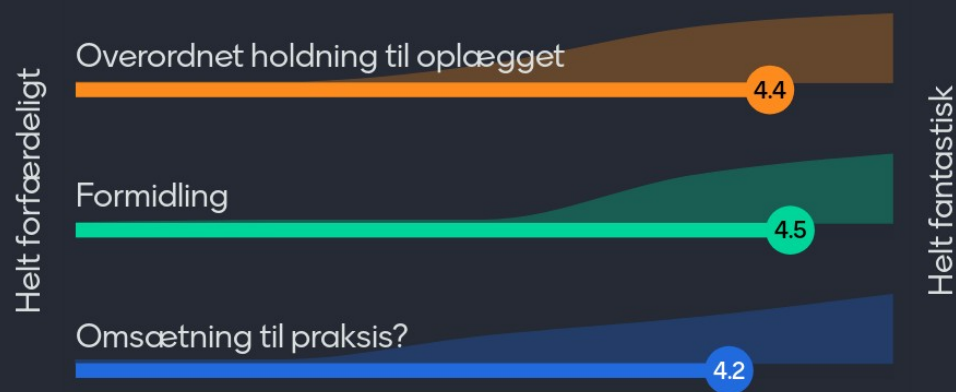 Helt forfærdeligt
Overordnet holdning til oplægget
4.4
Formidling
4.5
Omsætning til praksis?
4.2
Helt fantastisk